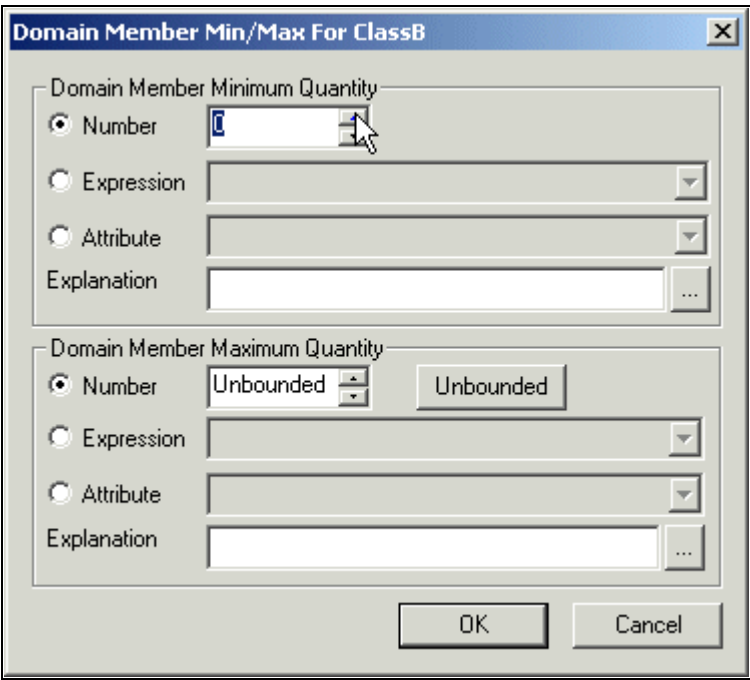 Domain Member Min/Max For ClassB
Domain Member Minimum Quantity
Number 0
Expression
Attribute
Explanation ...
Domain Member Maximum Quantity
Number Unbounded Unbounded
Expression
Attribute
Explanation ...
OK Cancel